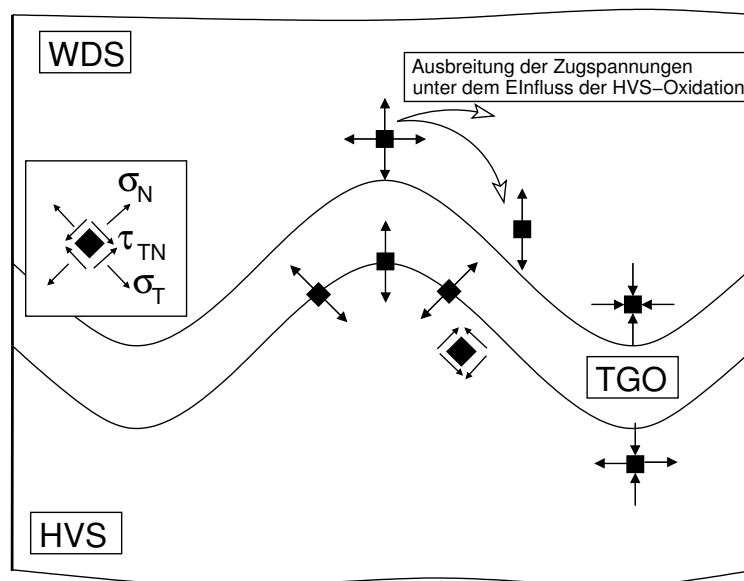 WDS
Ausbreitung der Zugspannungen
unter dem EInfluss der HVS−Oxidation
σN
τTN
σT
TGO
HVS